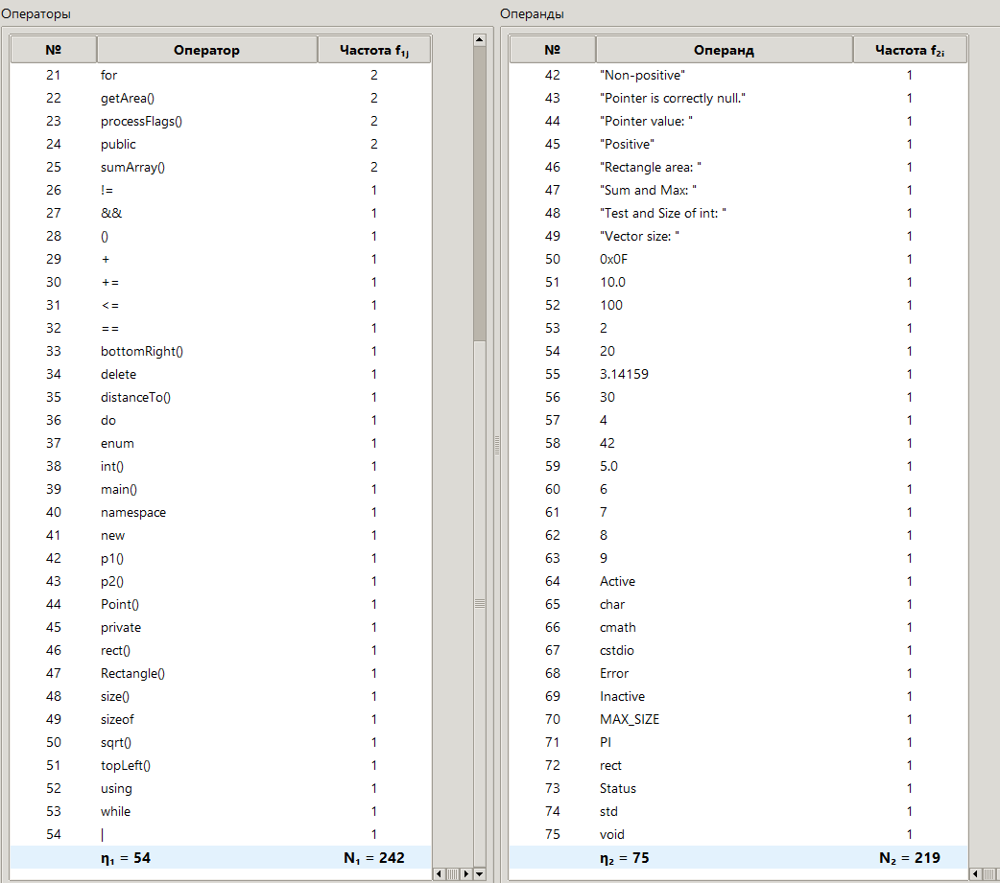 Операторы
№ Оператор Частота f₁ⱼ
21 for 2
22 getArea() 2
23 processFlags() 2
24 public 2
25 sumArray() 2
26 != 1
27 && 1
28 () 1
29 + 1
30 += 1
31 <= 1
32 == 1
33 bottomRight() 1
34 delete 1
35 distanceTo() 1
36 do 1
37 enum 1
38 int() 1
39 main() 1
40 namespace 1
41 new 1
42 p1() 1
43 p2() 1
44 Point() 1
45 private 1
46 rect() 1
47 Rectangle() 1
48 size() 1
49 sizeof 1
50 sqrt() 1
51 topLeft() 1
52 using 1
53 while 1
54 | 1
η₁ = 54 N₁ = 242
Операнды
№ Операнд Частота f₂ᵢ
42 "Non-positive" 1
43 "Pointer is correctly null." 1
44 "Pointer value: " 1
45 "Positive" 1
46 "Rectangle area: " 1
47 "Sum and Max: " 1
48 "Test and Size of int: " 1
49 "Vector size: " 1
50 0x0F 1
51 10.0 1
52 100 1
53 2 1
54 20 1
55 3.14159 1
56 30 1
57 4 1
58 42 1
59 5.0 1
60 6 1
61 7 1
62 8 1
63 9 1
64 Active 1
65 char 1
66 cmath 1
67 cstdio 1
68 Error 1
69 Inactive 1
70 MAX_SIZE 1
71 PI 1
72 rect 1
73 Status 1
74 std 1
75 void 1
η₂ = 75 N₂ = 219